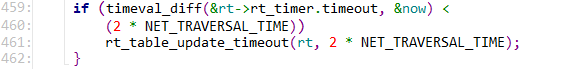 459: if (timeval_diff(&rt->rt_timer.timeout, &now) <
460: (2 * NET_TRAVERSAL_TIME))
461: rt_table_update_timeout(rt, 2 * NET_TRAVERSAL_TIME);
462: }